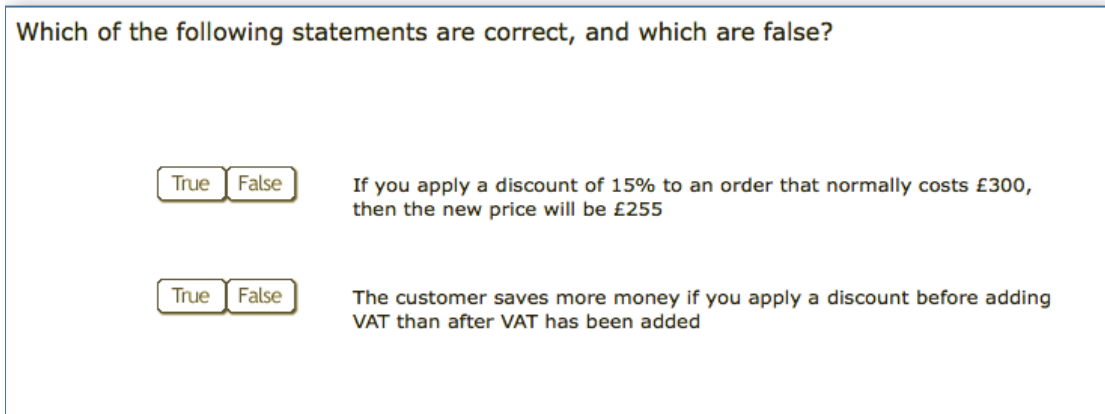 Which of the following statements are correct, and which are false?
True False
If you apply a discount of 15% to an order that normally costs £300,
then the new price will be £255
True False
The customer saves more money if you apply a discount before adding
VAT than after VAT has been added